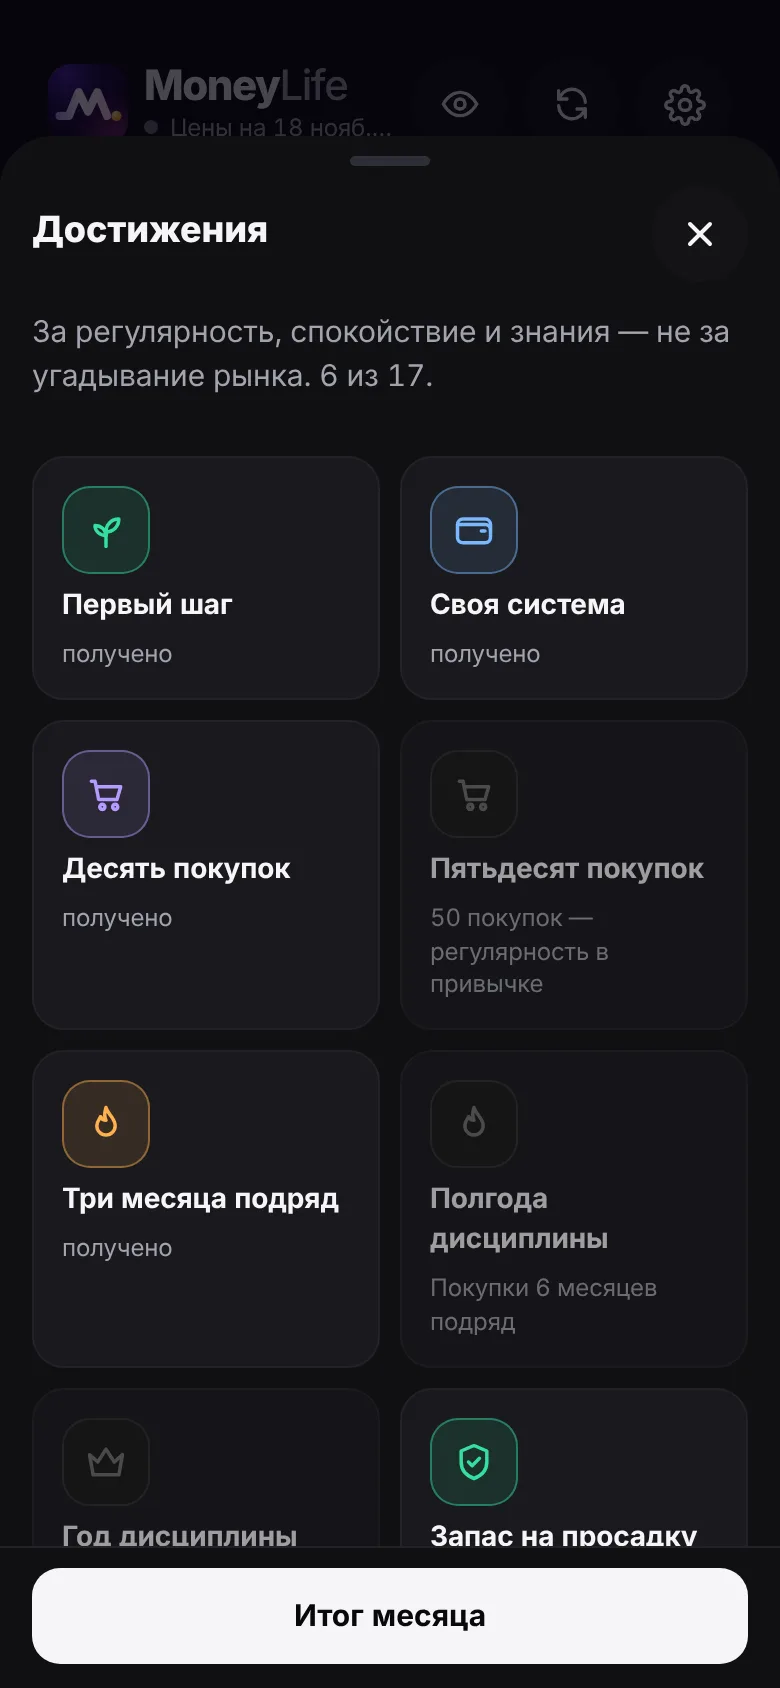 MoneyLife
Цены на 18 нояб....
Достижения
За регулярность, спокойствие и знания — не за
угадывание рынка. 6 из 17.
Первый шаг
получено
Своя система
получено
Десять покупок
получено
Пятьдесят покупок
50 покупок —
регулярность в
привычке
Три месяца подряд
получено
Полгода
дисциплины
Покупки 6 месяцев
подряд
Год дисциплины
Запас на просадку
Итог месяца